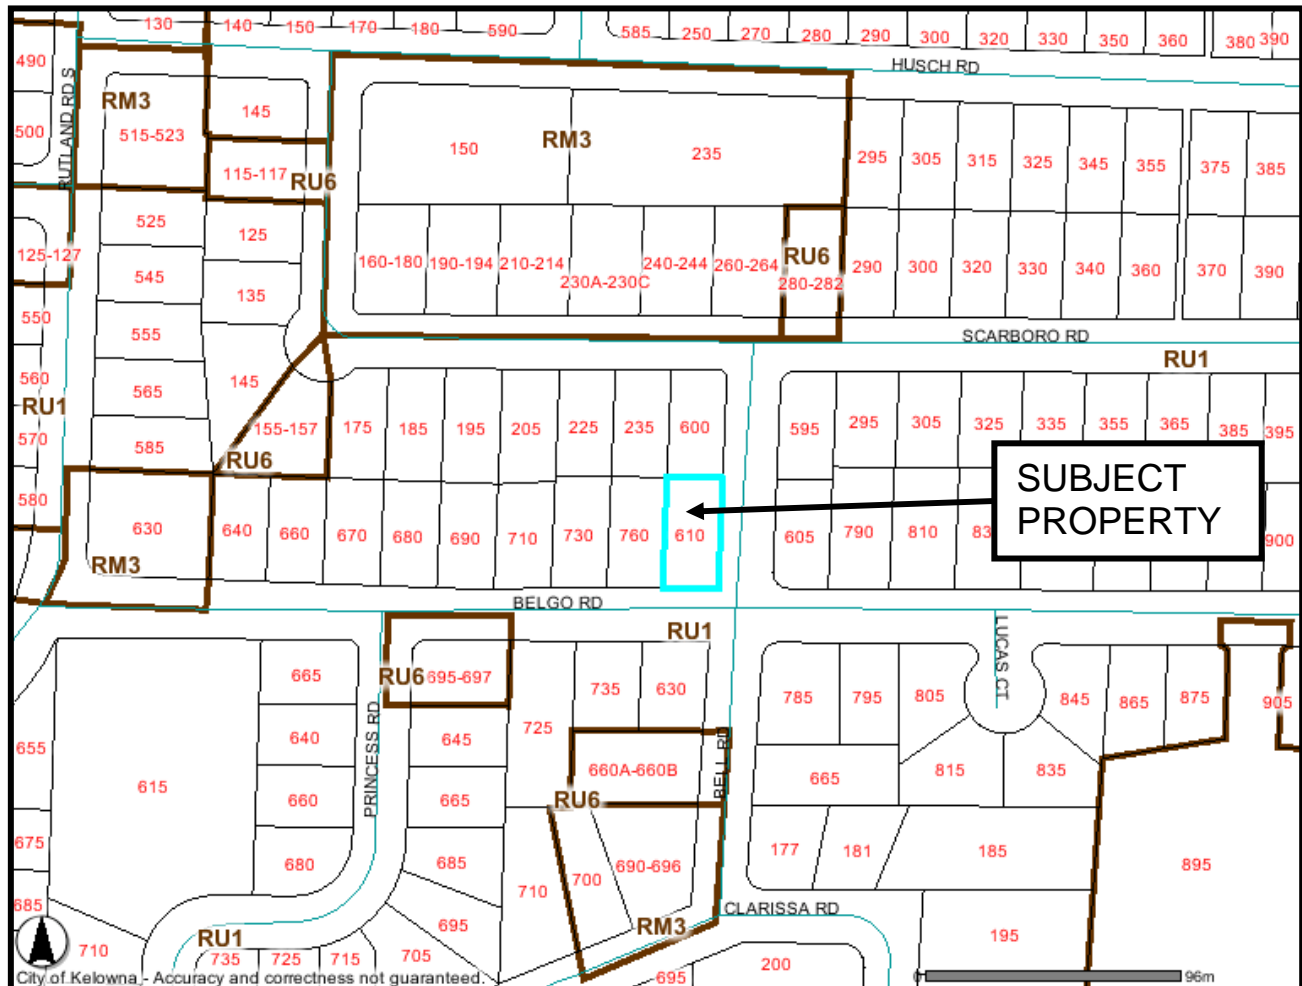 130 140 150 170 180 590 585 250 270 280 290 300 320 330 350 360 380 390
HUSCH RD
490
RUTLAND RD S
RM3
145
515-523
500
150
RM3
235
295 305 315 325 345 355 375 385
115-117
RU6
525
125
125-127
545
135
160-180 190-194 210-214 230A-230C 240-244 260-264
RU6
280-282
290 300 320 330 340 360 370 390
SCARBORO RD
RU1
550
555
560
565
145
RU1
570
585
155-157
RU6
175 185 195 205 225 235 600
595 295 305 325 335 355 365 385 395
SUBJECT
PROPERTY
580
630
RM3
640 660 670 680 690 710 730 760 610
605 790 810 900
BELGO RD
RU1
LUCAS CT
665
RU6
695-697
735 630
785 795 805 845 865 875 905
PRINCESS RD
640
645
725
BELL RD
655
615
660
665
660A-660B
RU6
665
815 835
675
680
685
710
700
690-696
177 181 185
895
685
695
RM3
CLARISSA RD
195
710
RU1
735 725 715 705
695
200
City of Kelowna - Accuracy and correctness not guaranteed.
0 96m